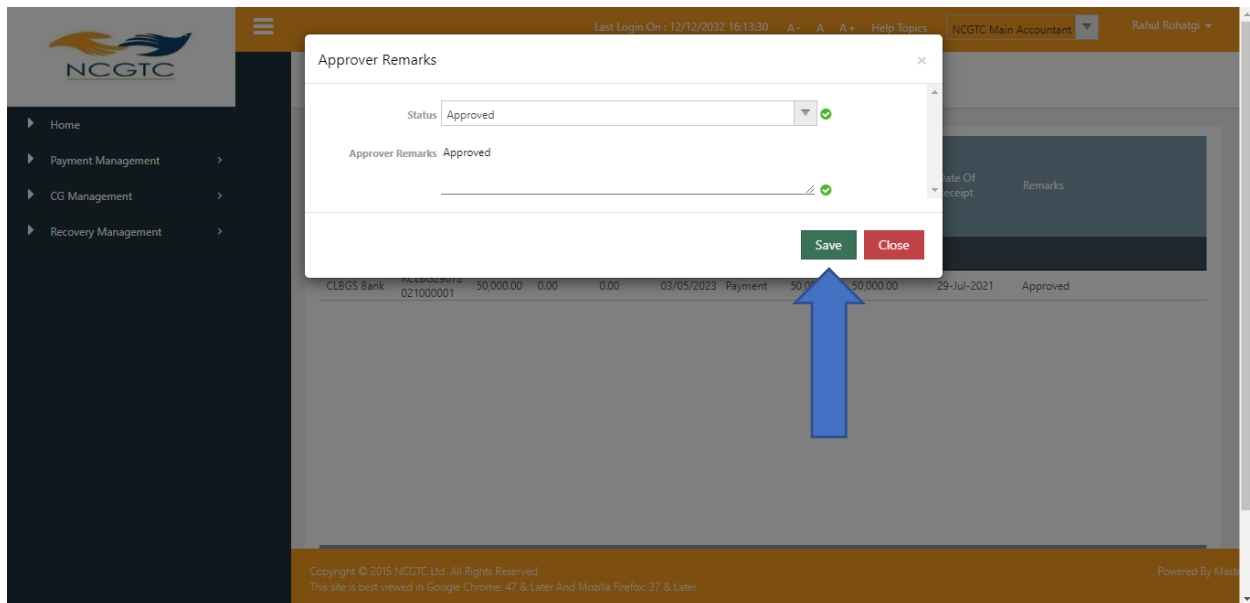 Last Login On : 12/12/2032 16:13:30 A- A A+ Help Topics NCGTC Main Accountant Rahul Rohatgi
NCGTC
Approver Remarks ×
Status Approved
Approver Remarks Approved
Save Close
Home
Payment Management
CG Management
Recovery Management
Date Of
Receipt
Remarks
CLBGS Bank
021000001
50,000.00 0.00 0.00 03/05/2023 Payment 50,000.00 29-Jul-2021 Approved
Copyright © 2015 NCGTC Ltd. All Rights Reserved
This site is best viewed in Google Chrome: 47 & Later And Mozilla Firefox: 37 & Later
Powered By